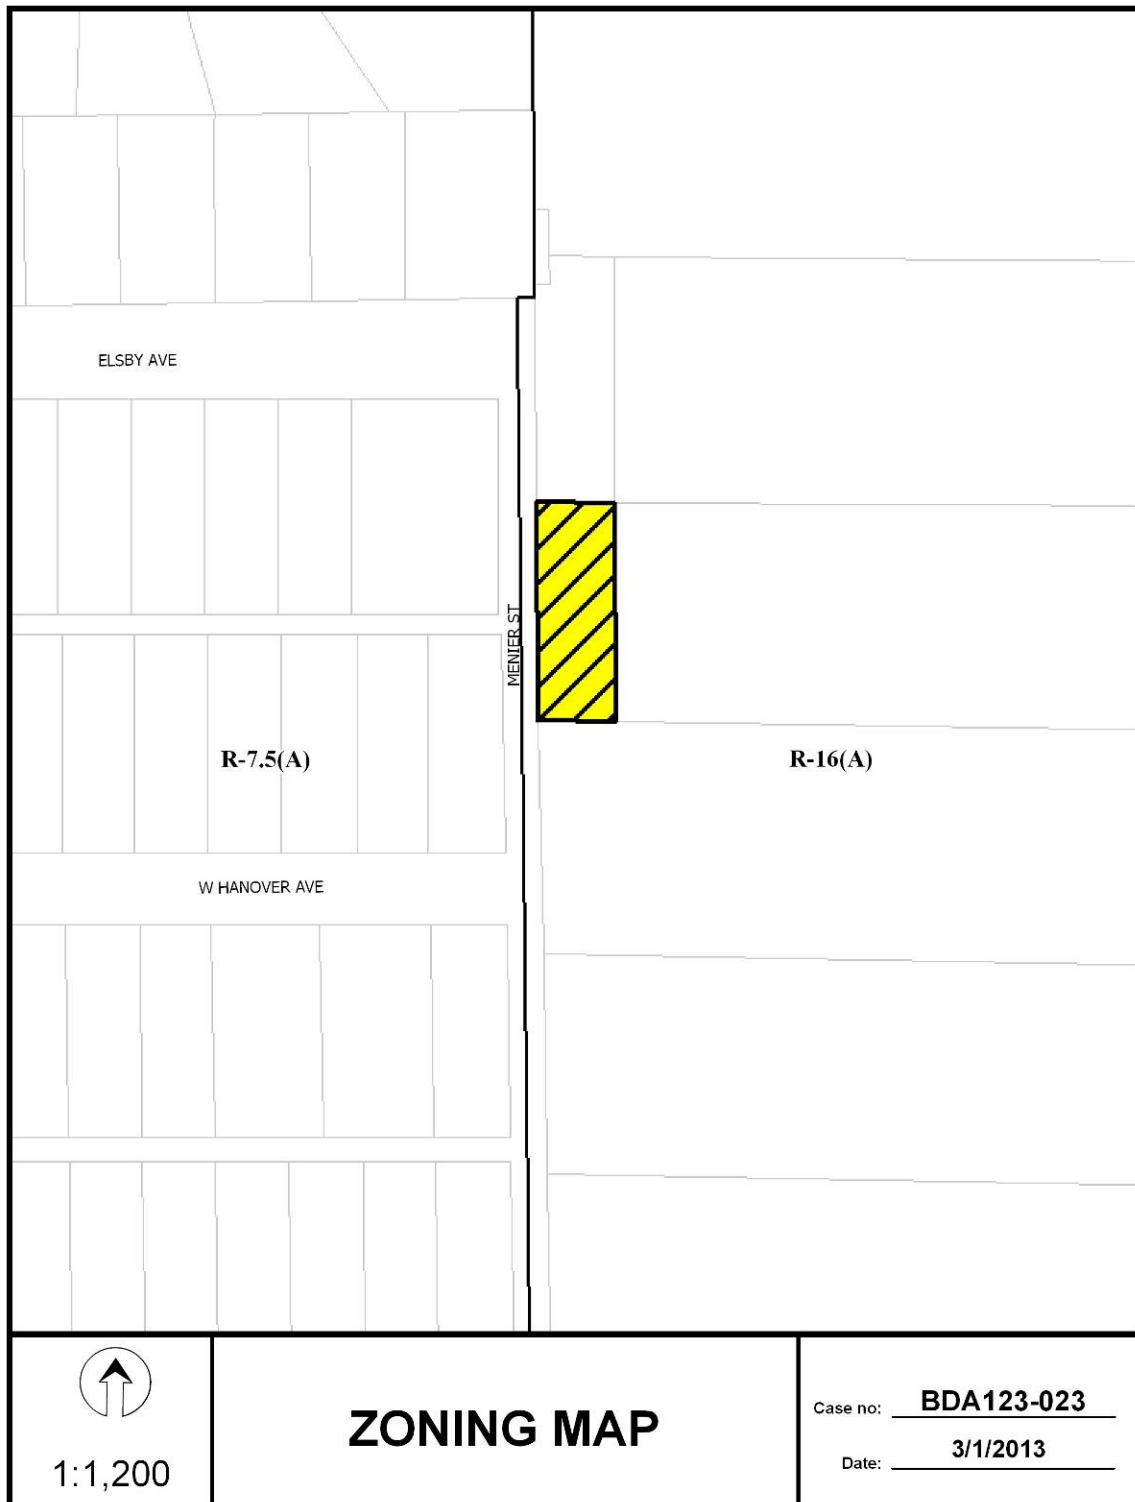 ELSBY AVE
MENIER ST
R-7.5(A)
R-16(A)
W HANOVER AVE
1:1,200
ZONING MAP
Case no: BDA123-023
Date: 3/1/2013